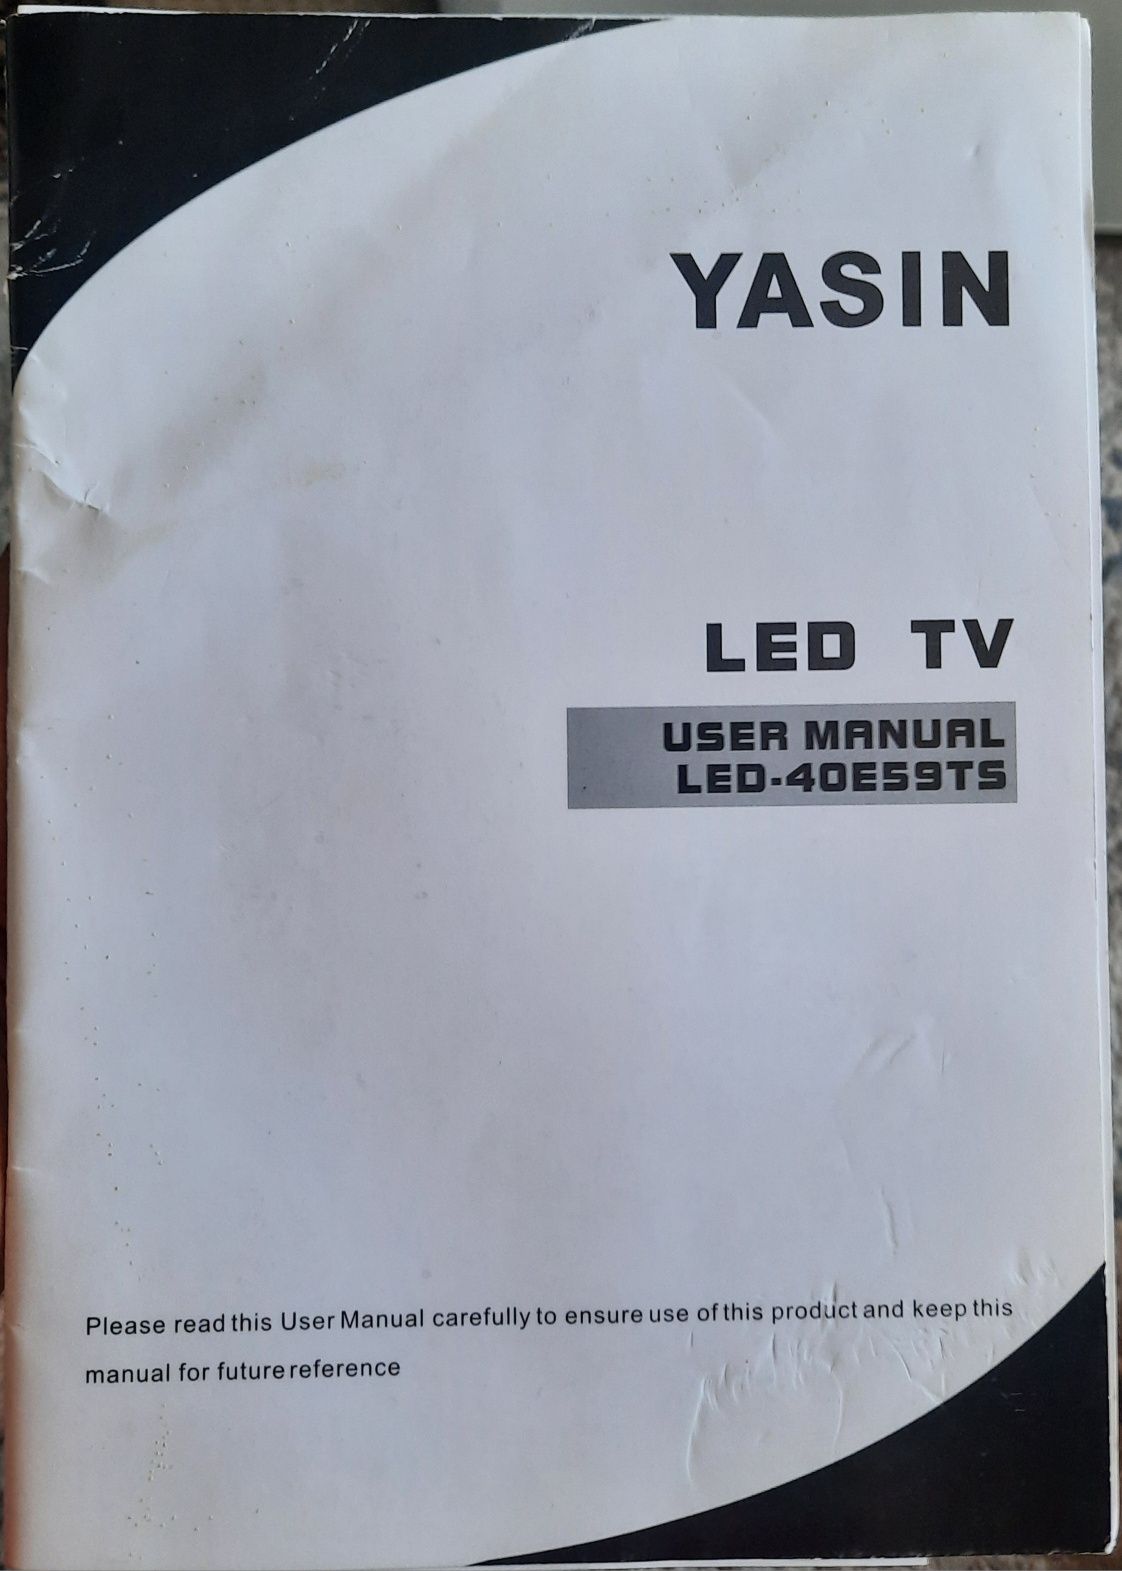 YASIN
LED TV
USER MANUAL
LED-40E59TS
Please read this User Manual carefully to ensure use of this product and keep this
manual for future reference